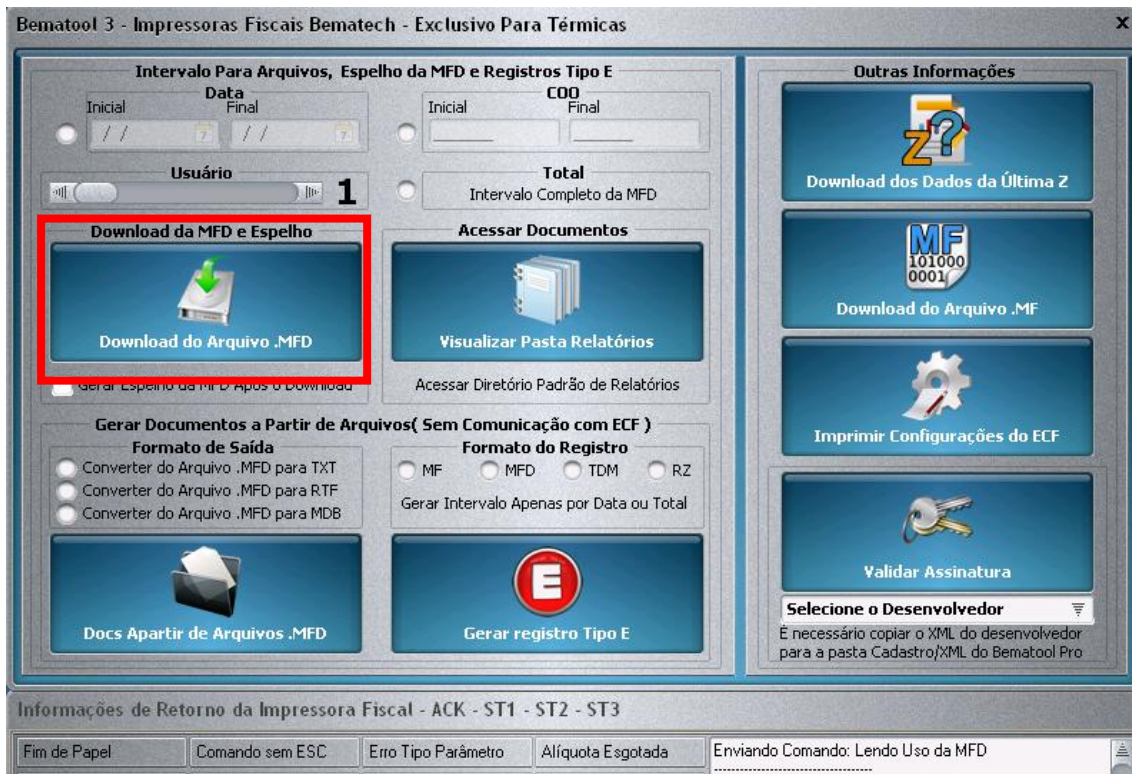 Bematool 3 - Impressoras Fiscais Bematech - Exclusivo Para Térmicas
x
Intervalo Para Arquivos, Espelho da MFD e Registros Tipo E
Data
Inicial Final
/ / / /
COO
Inicial Final
Usuário
1
Total
Intervalo Completo da MFD
Download da MFD e Espelho
Download do Arquivo .MFD
Gerar Espelho da MFD Após o Download
Acessar Documentos
Visualizar Pasta Relatórios
Acessar Diretório Padrão de Relatórios
Gerar Documentos a Partir de Arquivos( Sem Comunicação com ECF )
Formato de Saída
Converter do Arquivo .MFD para TXT
Converter do Arquivo .MFD para RTF
Converter do Arquivo .MFD para MDB
Formato do Registro
MF MFD TDM RZ
Gerar Intervalo Apenas por Data ou Total
Docs Apartir de Arquivos .MFD
E
Gerar registro Tipo E
Outras Informações
Z?
Download dos Dados da Última Z
MF
101000
0001
Download do Arquivo .MF
Imprimir Configurações do ECF
Validar Assinatura
Selecione o Desenvolvedor
É necessário copiar o XML do desenvolvedor
para a pasta Cadastro/XML do Bematool Pro
Informações de Retorno da Impressora Fiscal - ACK - ST1 - ST2 - ST3
Fim de Papel Comando sem ESC Erro Tipo Parâmetro Alíquota Esgotada
Enviando Comando: Lendo Uso da MFD
-----------------------------------